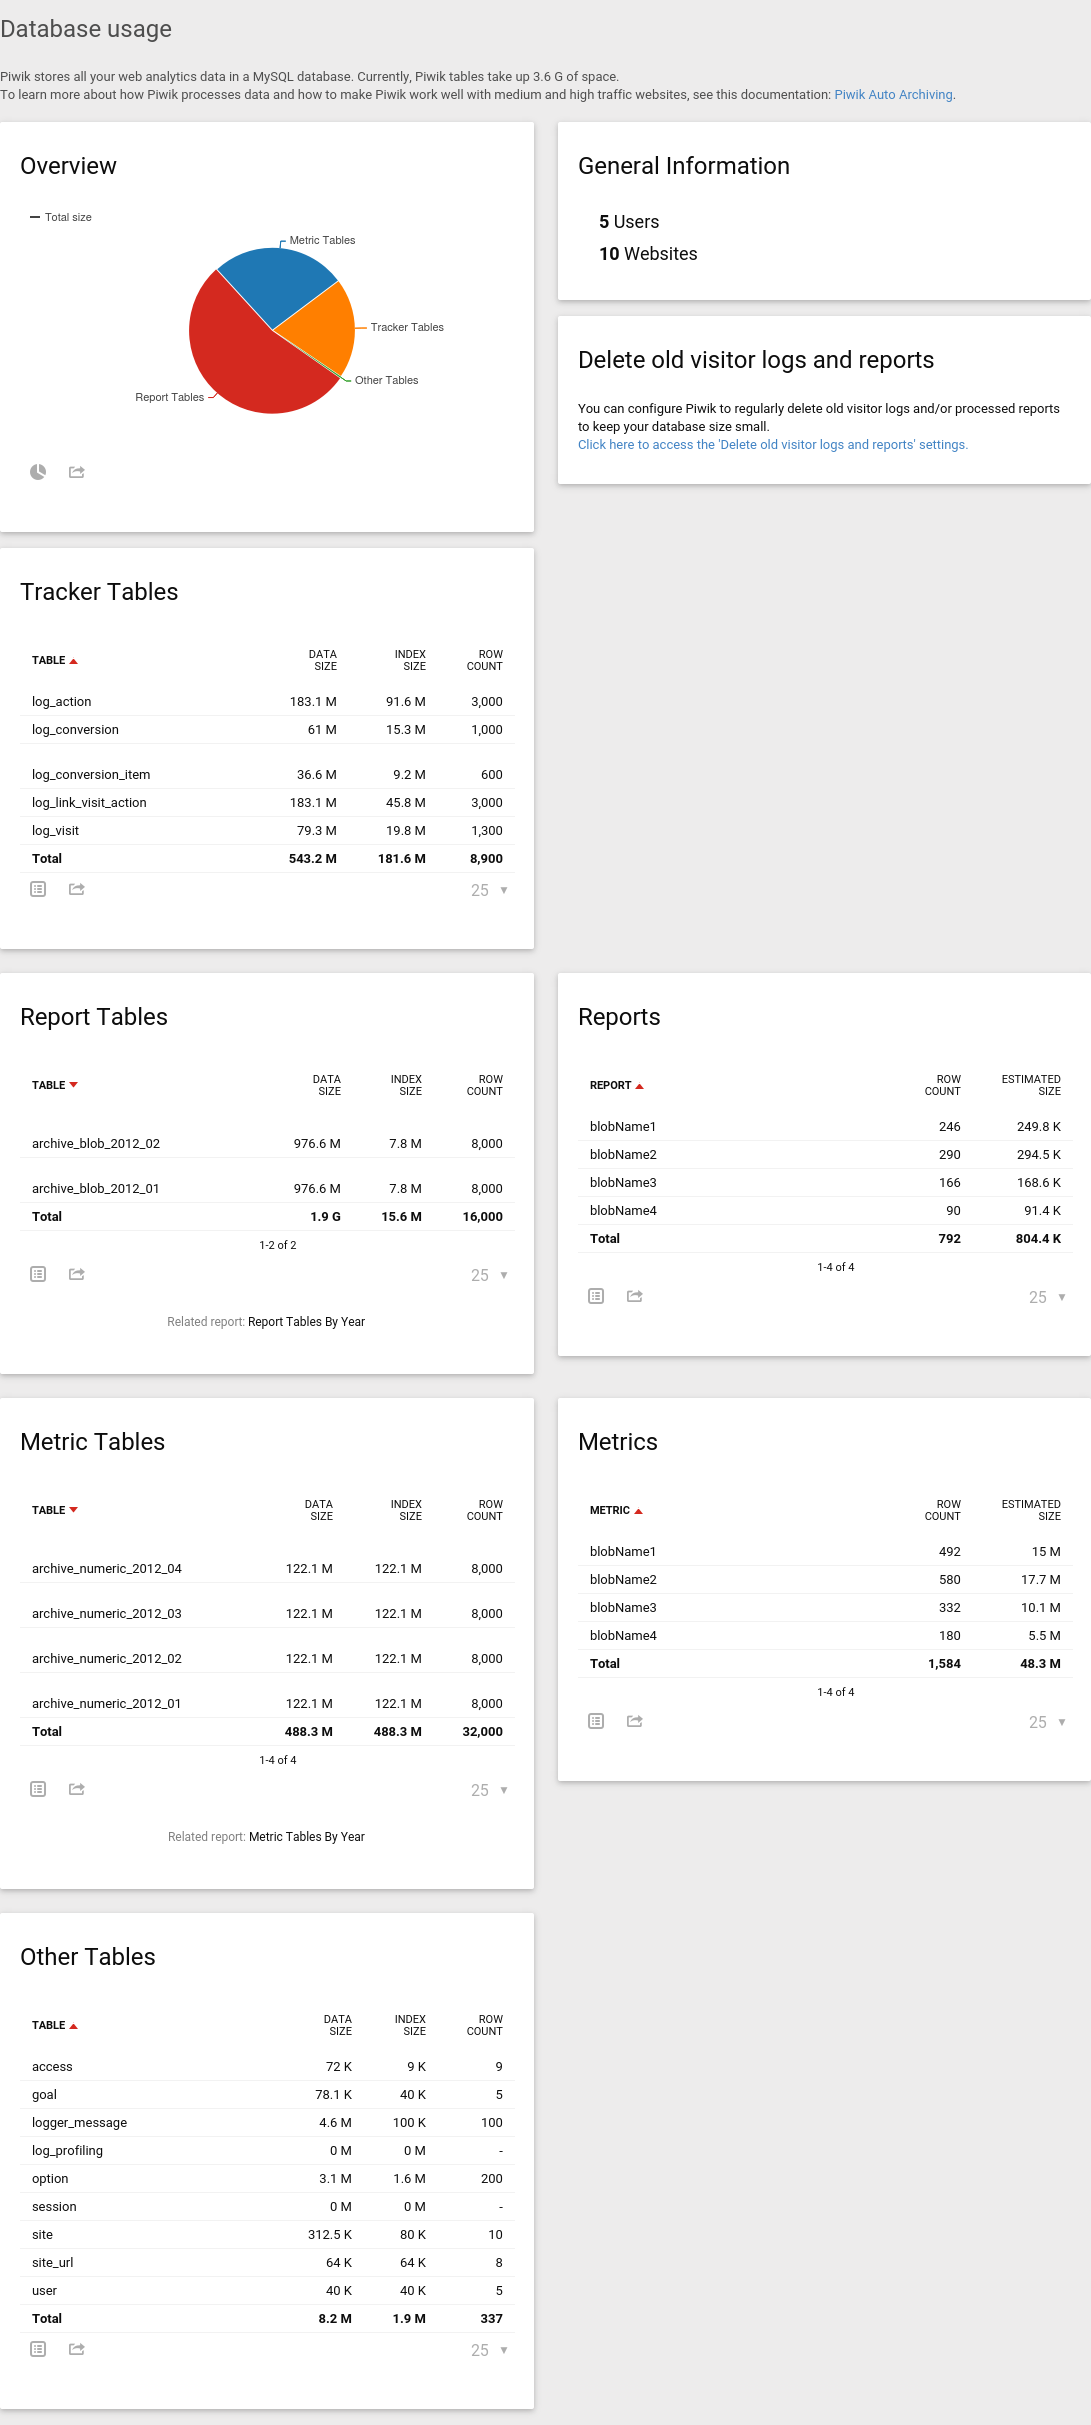 Database usage
Piwik stores all your web analytics data in a MySQL database. Currently, Piwik tables take up 3.6 G of space.
To learn more about how Piwik processes data and how to make Piwik work well with medium and high traffic websites, see this documentation: Piwik Auto Archiving.
Overview
Total size
Metric Tables
Tracker Tables
Other Tables
Report Tables
General Information
5 Users
10 Websites
Delete old visitor logs and reports
You can configure Piwik to regularly delete old visitor logs and/or processed reports
to keep your database size small.
Click here to access the 'Delete old visitor logs and reports' settings.
Tracker Tables
TABLE DATA SIZE INDEX SIZE ROW COUNT
log_action 183.1 M 91.6 M 3,000
log_conversion 61 M 15.3 M 1,000
log_conversion_item 36.6 M 9.2 M 600
log_link_visit_action 183.1 M 45.8 M 3,000
log_visit 79.3 M 19.8 M 1,300
Total 543.2 M 181.6 M 8,900
25
Report Tables
TABLE DATA SIZE INDEX SIZE ROW COUNT
archive_blob_2012_02 976.6 M 7.8 M 8,000
archive_blob_2012_01 976.6 M 7.8 M 8,000
Total 1.9 G 15.6 M 16,000
1-2 of 2
25
Related report: Report Tables By Year
Reports
REPORT ROW COUNT ESTIMATED SIZE
blobName1 246 249.8 K
blobName2 290 294.5 K
blobName3 166 168.6 K
blobName4 90 91.4 K
Total 792 804.4 K
1-4 of 4
25
Metric Tables
TABLE DATA SIZE INDEX SIZE ROW COUNT
archive_numeric_2012_04 122.1 M 122.1 M 8,000
archive_numeric_2012_03 122.1 M 122.1 M 8,000
archive_numeric_2012_02 122.1 M 122.1 M 8,000
archive_numeric_2012_01 122.1 M 122.1 M 8,000
Total 488.3 M 488.3 M 32,000
1-4 of 4
25
Related report: Metric Tables By Year
Metrics
METRIC ROW COUNT ESTIMATED SIZE
blobName1 492 15 M
blobName2 580 17.7 M
blobName3 332 10.1 M
blobName4 180 5.5 M
Total 1,584 48.3 M
1-4 of 4
25
Other Tables
TABLE DATA SIZE INDEX SIZE ROW COUNT
access 72 K 9 K 9
goal 78.1 K 40 K 5
logger_message 4.6 M 100 K 100
log_profiling 0 M 0 M -
option 3.1 M 1.6 M 200
session 0 M 0 M -
site 312.5 K 80 K 10
site_url 64 K 64 K 8
user 40 K 40 K 5
Total 8.2 M 1.9 M 337
25